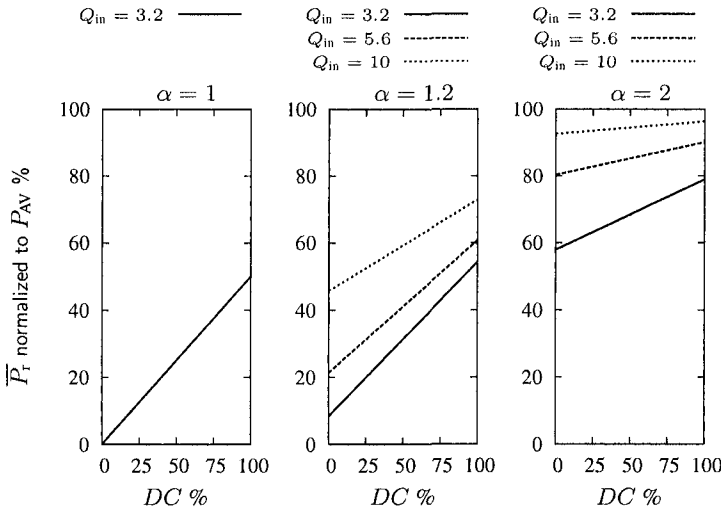 Q_in = 3.2
Q_in = 3.2
Q_in = 5.6
Q_in = 10
Q_in = 3.2
Q_in = 5.6
Q_in = 10
α = 1
α = 1.2
α = 2
P̅_r normalized to P_AV %
100
80
60
40
20
0
0 25 50 75 100
DC %
100
80
60
40
20
0
0 25 50 75 100
DC %
100
80
60
40
20
0
0 25 50 75 100
DC %